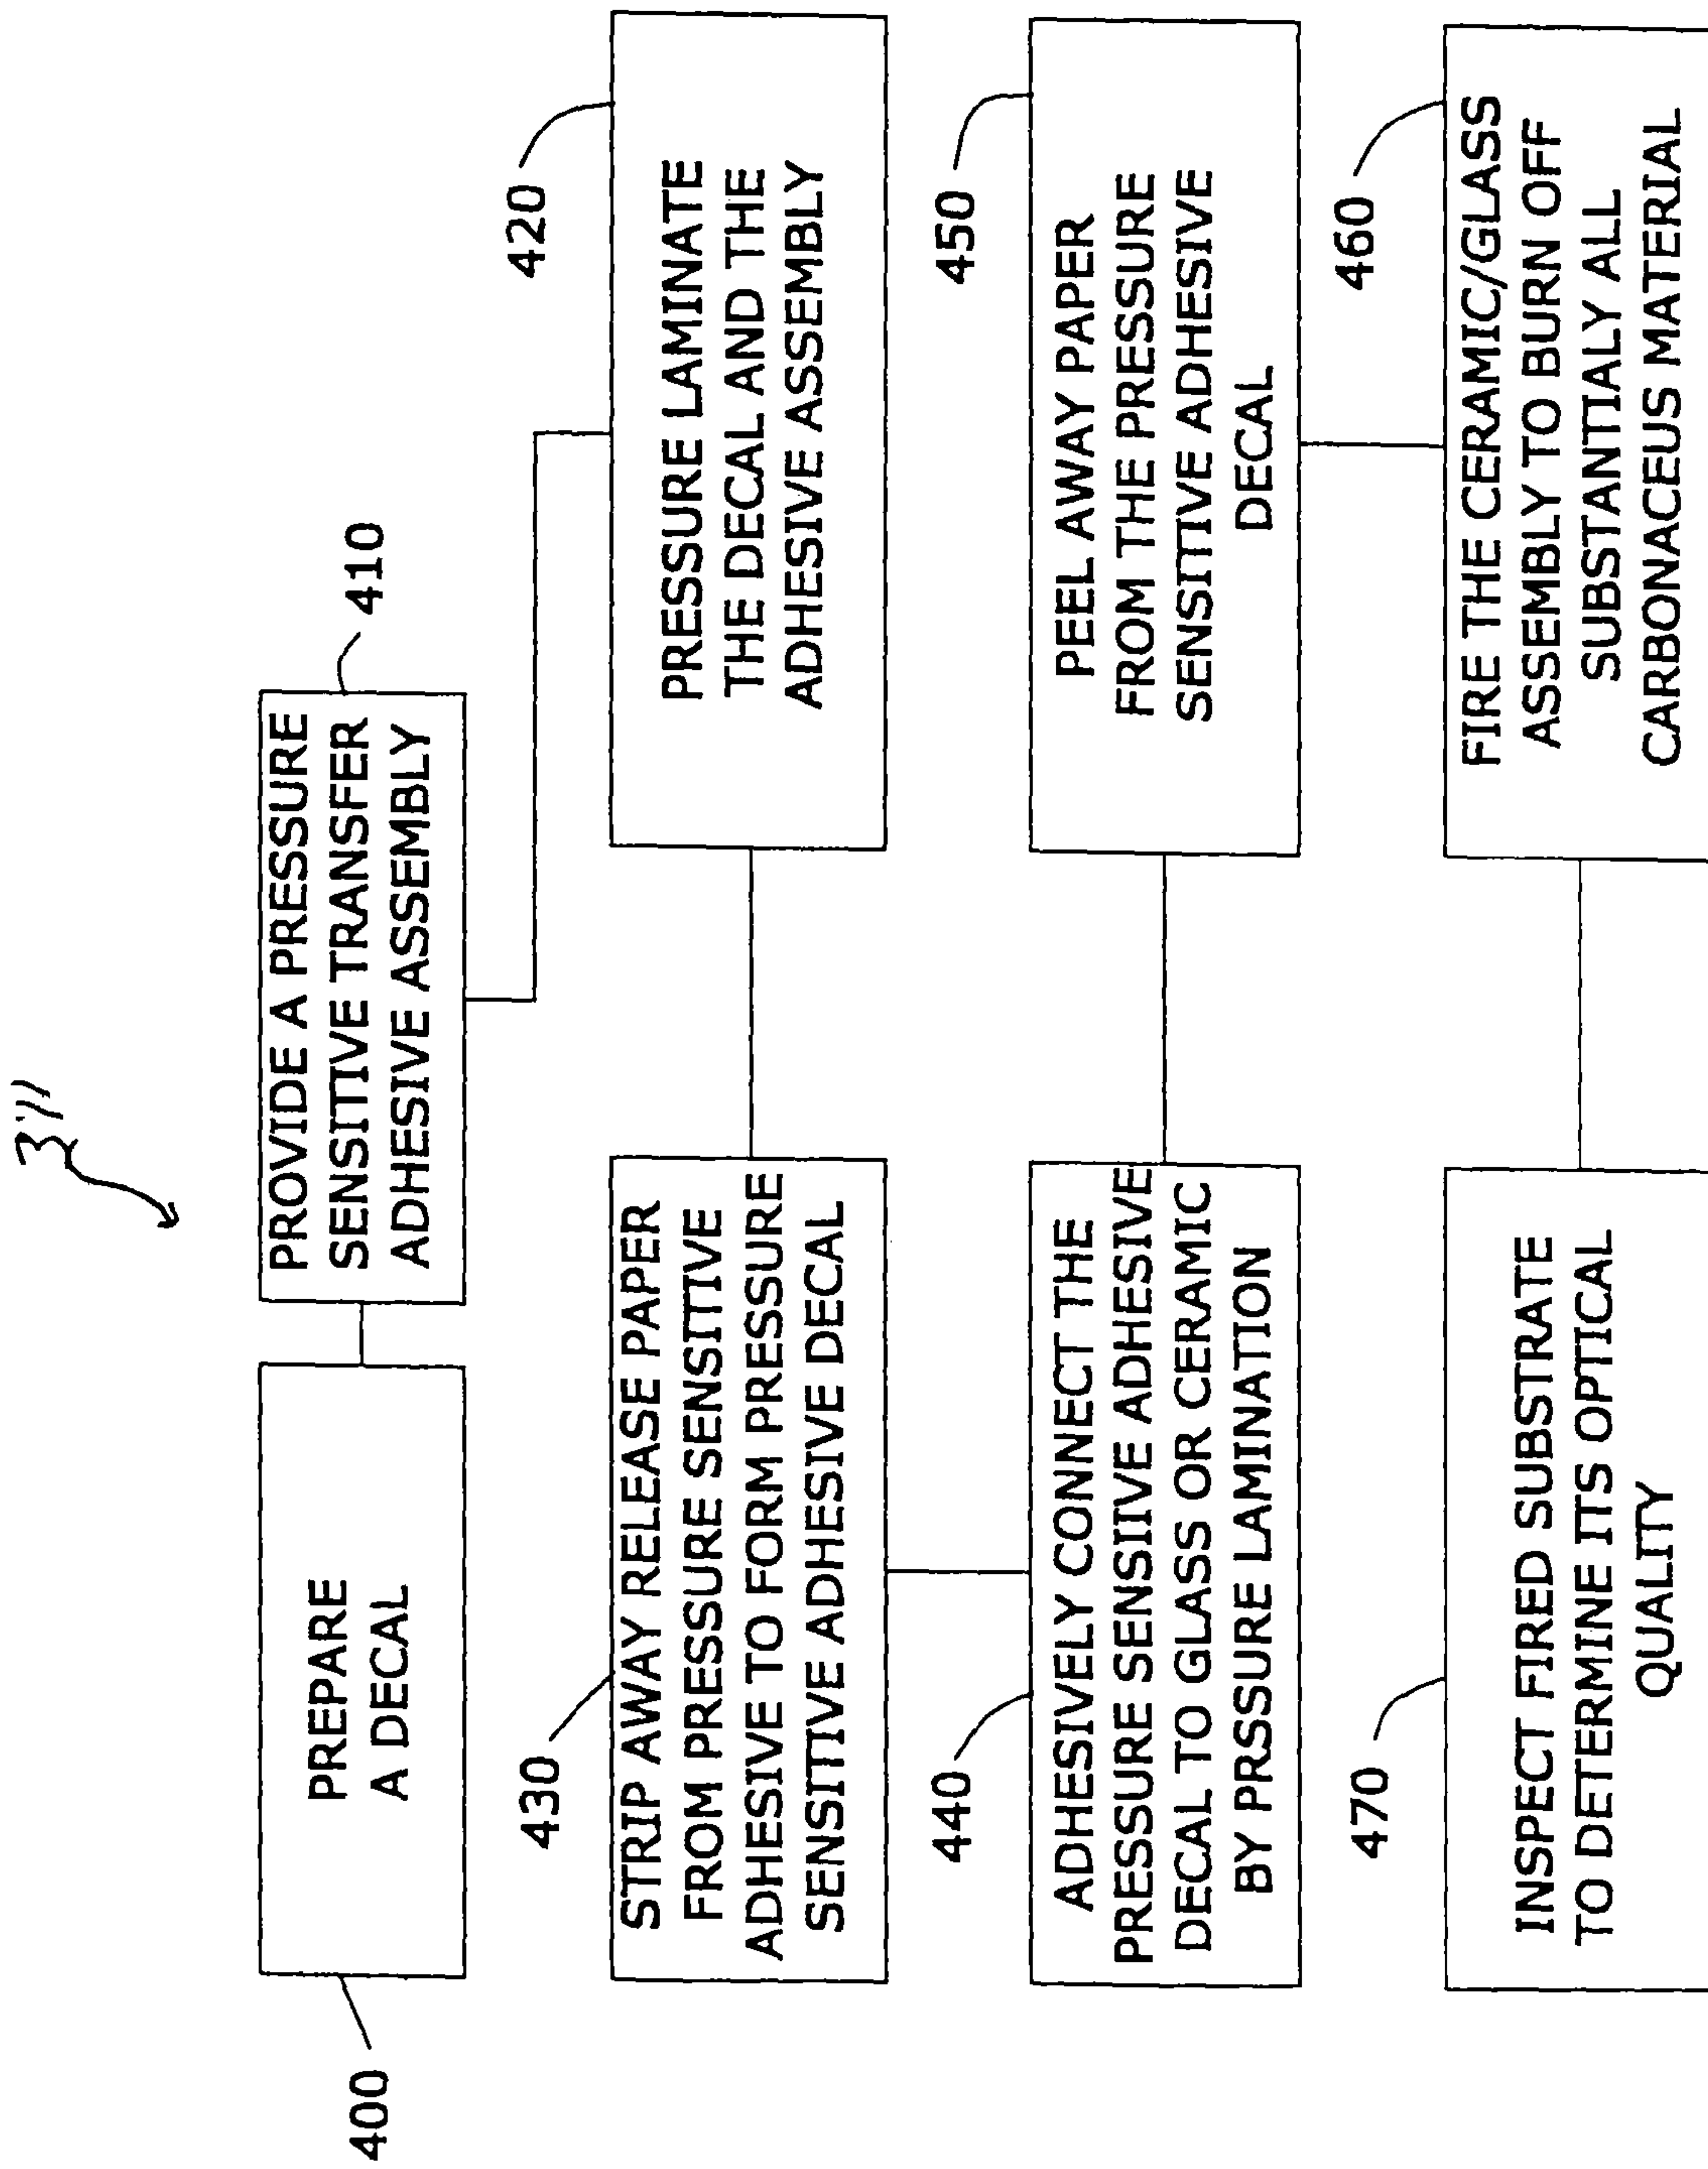 PROVIDE A PRESSURE
SENSITIVE TRANSFER
ADHESIVE ASSEMBLY
410
PREPARE
A DECAL
400
420
PRESSURE LAMINATE
THE DECAL AND THE
ADHESIVE ASSEMBLY
430
STRIP AWAY RELEASE PAPER
FROM PRESSURE SENSITIVE
ADHESIVE TO FORM PRESSURE
SENSITIVE ADHESIVE DECAL
440
ADHESIVELY CONNECT THE
PRESSURE SENSIIVE ADHESIVE
DECAL TO GLASS OR CERAMIC
BY PRSSURE LAMINATION
450
PEEL AWAY PAPER
FROM THE PRESSURE
SENSITIVE ADHESIVE
DECAL
460
FIRE THE CERAMIC/GLASS
ASSEMBLY TO BURN OFF
SUBSTANTIALY ALL
CARBONACEUS MATERIAL
470
INSPECT FIRED SUBSTRATE
TO DETERMINE ITS OPTICAL
QUALITY